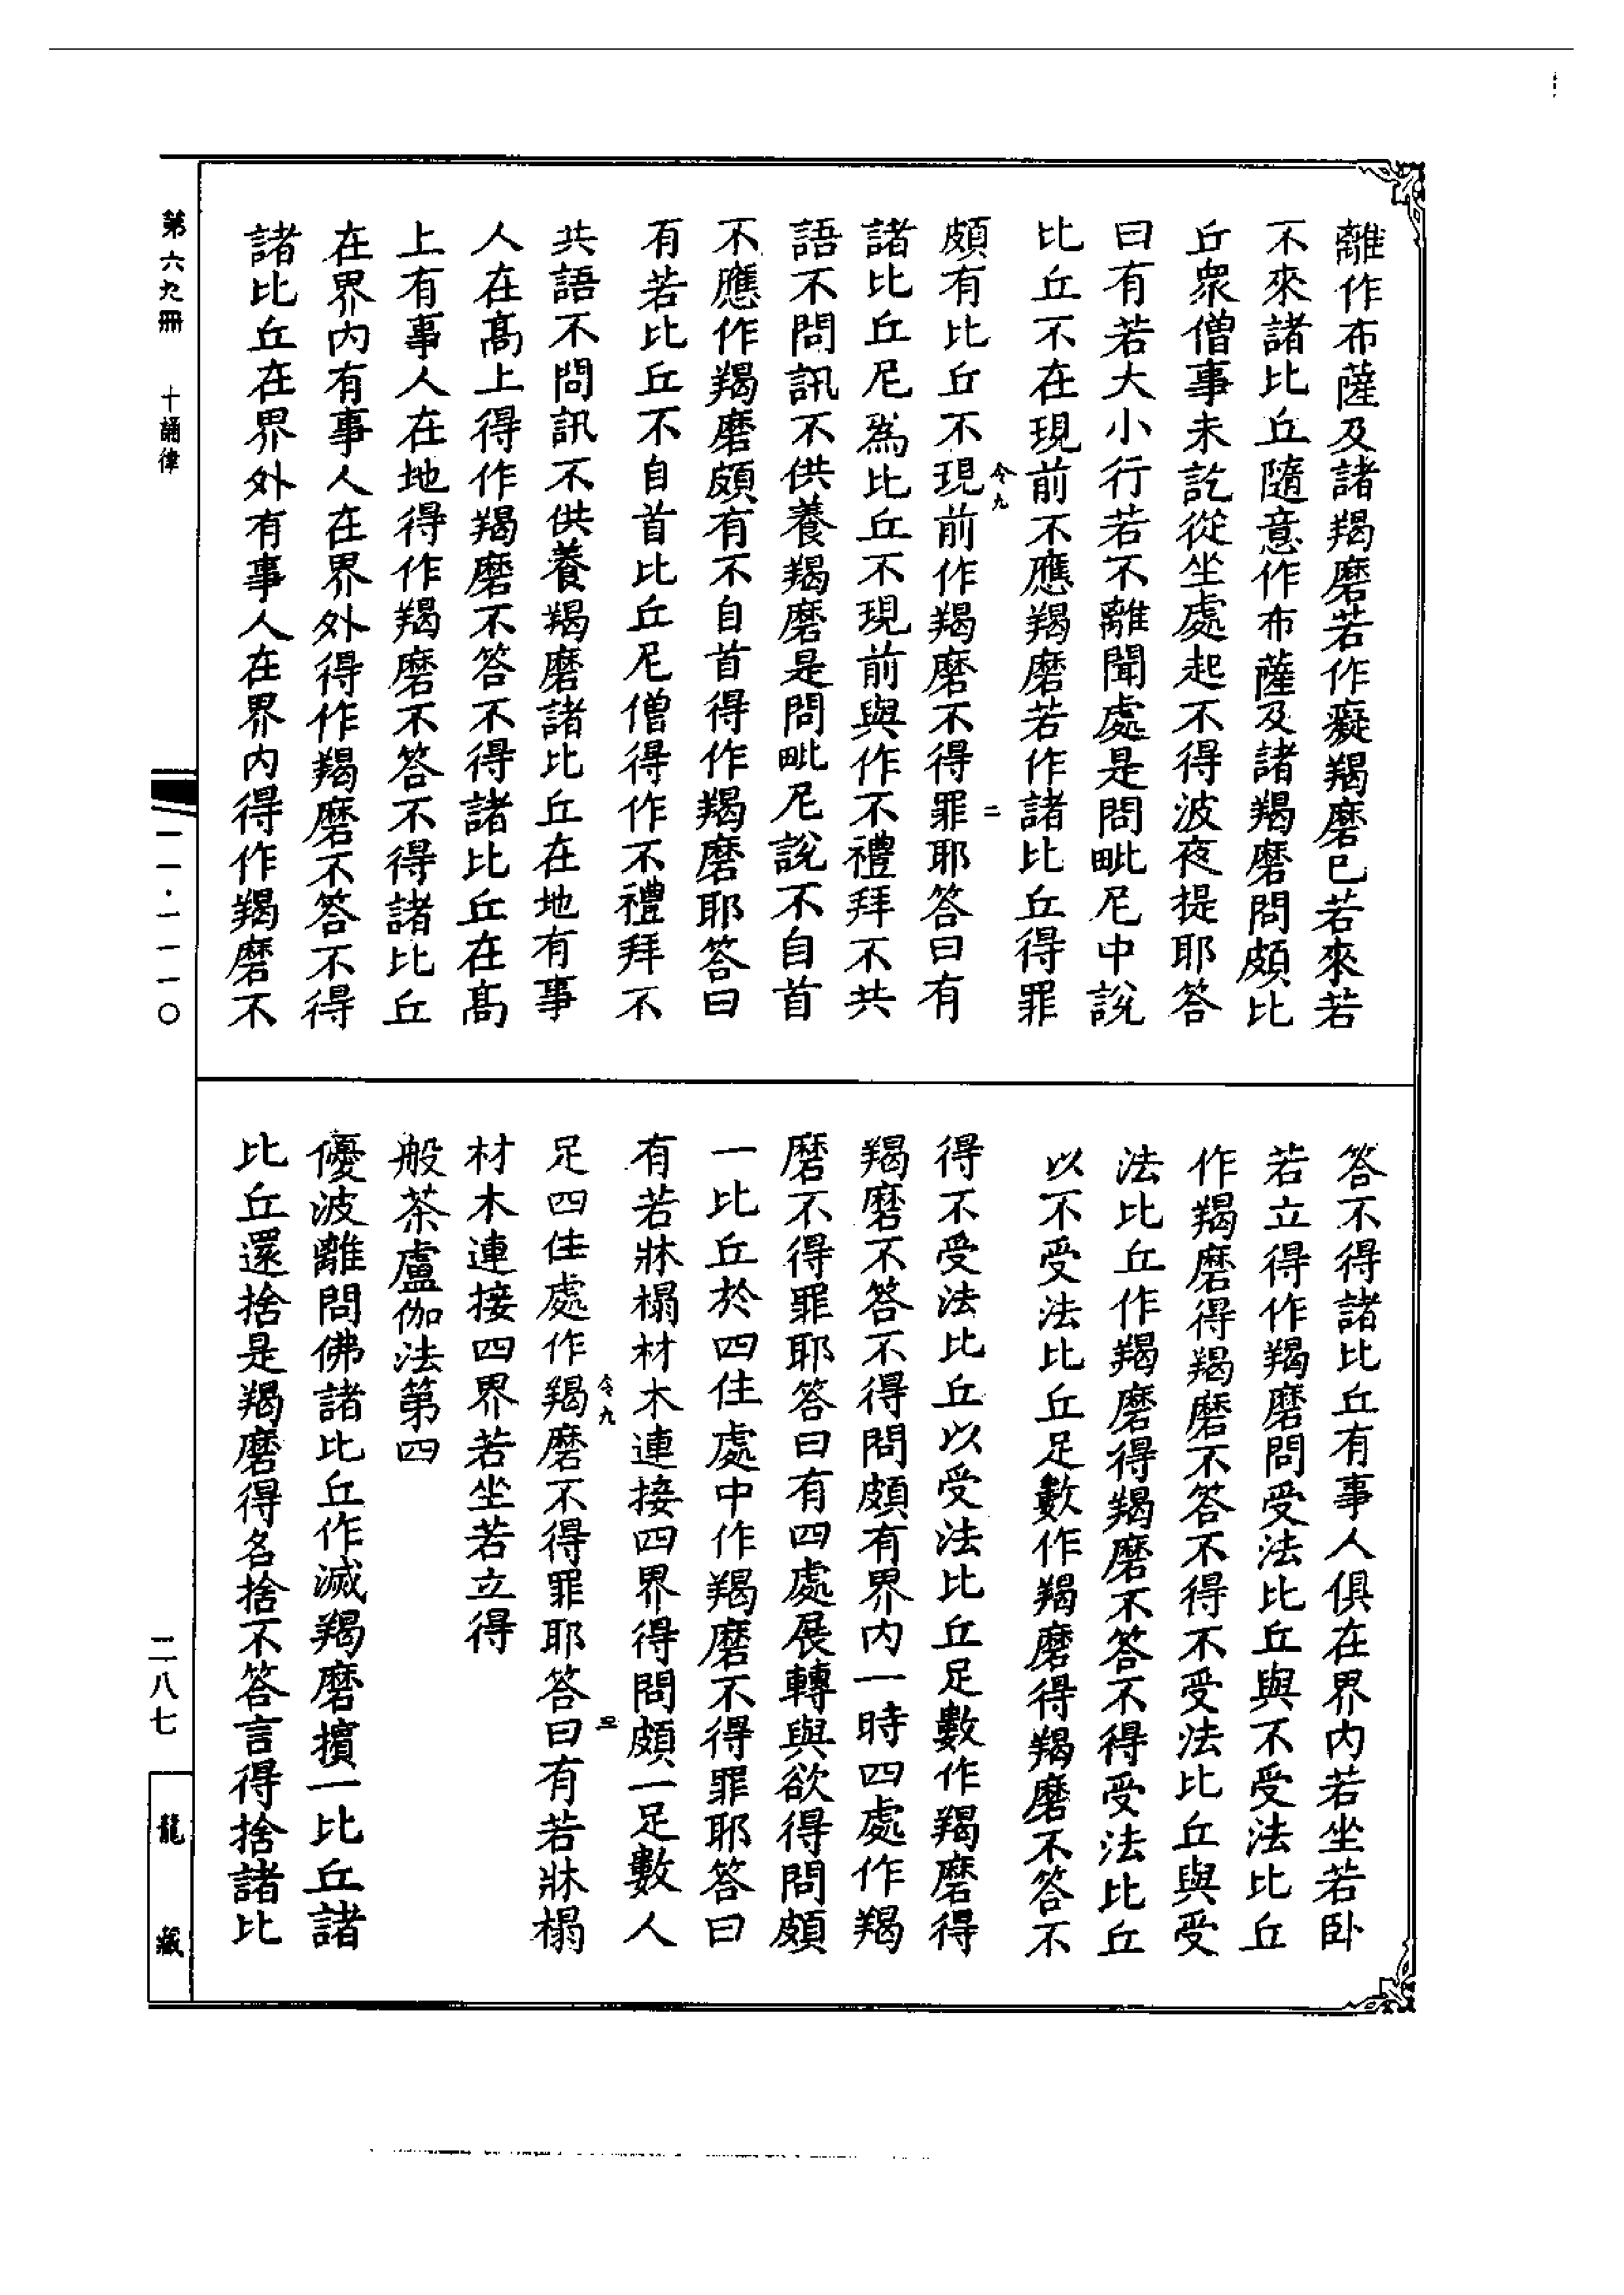 離作布薩及諸羯磨若作癡羯磨已若來若
不來諸比丘隨意作布薩及諸羯磨問頗比
丘衆僧事未訖從坐處起不得波夜提耶答
曰有若大小行若不離聞處是問毗尼中説
比丘不在現前不應羯磨若作諸比丘得罪
令九
二
頗有比丘不現前作羯磨不得罪耶答曰有
諸比丘尼為比丘不現前與作不禮拜不共
語不問訊不供養羯磨是問毗尼説不自首
不應作羯磨頗有不自首得作羯磨耶答曰
有若比丘不自首比丘尼僧得作不禮拜不
共語不問訊不供養羯磨諸比丘在地有事
人在髙上得作羯磨不答不得諸比丘在髙
上有事人在地得作羯磨不答不得諸比丘
在界内有事人在界外得作羯磨不答不得
諸比丘在界外有事人在界内得作羯磨不
答不得諸比丘有事人俱在界内若坐若卧
若立得作羯磨問受法比丘與不受法比丘
作羯磨得羯磨不答不得不受法比丘與受
法比丘作羯磨得羯磨不答不得受法比丘
以不受法比丘足數作羯磨得羯磨不答不
得不受法比丘以受法比丘足數作羯磨得
羯磨不答不得問頗有界内一時四處作羯
磨不得罪耶答曰有四處展轉與欲得問頗
一比丘於四住處中作羯磨不得罪耶答曰
有若牀榻材木連接四界得問頗一足數人
令九
足四住處作羯磨不得罪耶答曰有若牀榻
材木連接四界若坐若立得
般茶盧伽法第四
優波離問佛諸比丘作滅羯磨擯一比丘諸
比丘還捨是羯磨得名捨不答言得捨諸比
第六九冊 十誦律
一一·一一一〇
二八七
龍藏